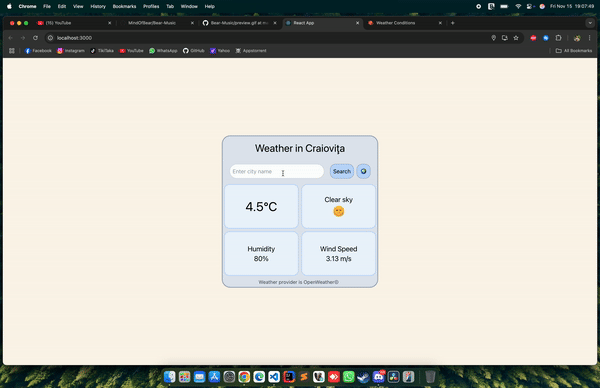 Chrome File Edit View History Bookmarks Profiles Tab Window Help
Fri Nov 15 19:07:49
(15) YouTube
MindOfBear/Bear-Music
Bear-Music/preview.gif at m
React App
Weather Conditions
localhost:3000
Facebook Instagram TikTok YouTube WhatsApp GitHub Yahoo
All Bookmarks
Weather in Craiovița
Enter city name
Search
4.5°C
Clear sky
Humidity
80%
Wind Speed
3.13 m/s
Weather provider is OpenWeather©